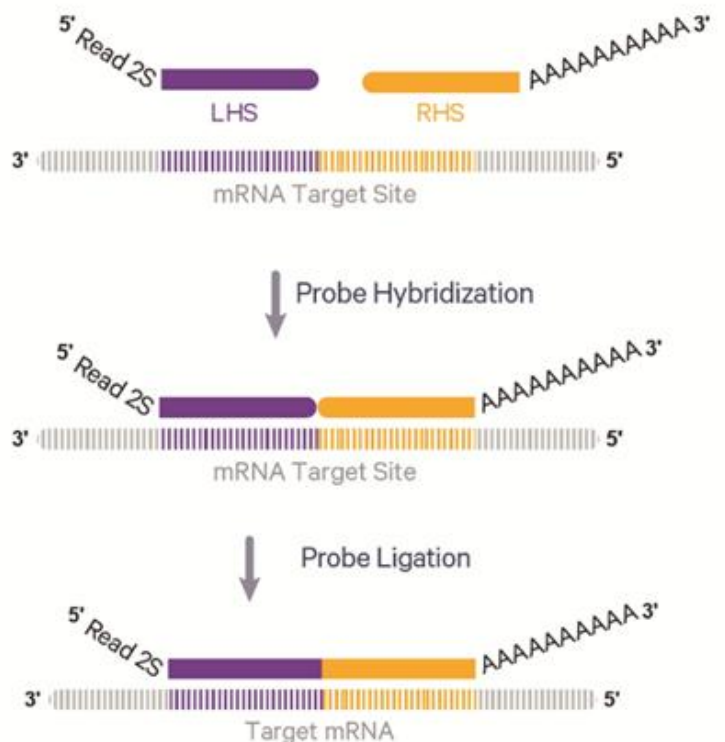 5' Read 2S
AAAAAAAAAA 3'
LHS
RHS
3'
5'
mRNA Target Site
Probe Hybridization
5' Read 2S
AAAAAAAAAA 3'
3'
5'
mRNA Target Site
Probe Ligation
5' Read 2S
AAAAAAAAAA 3'
3'
5'
Target mRNA